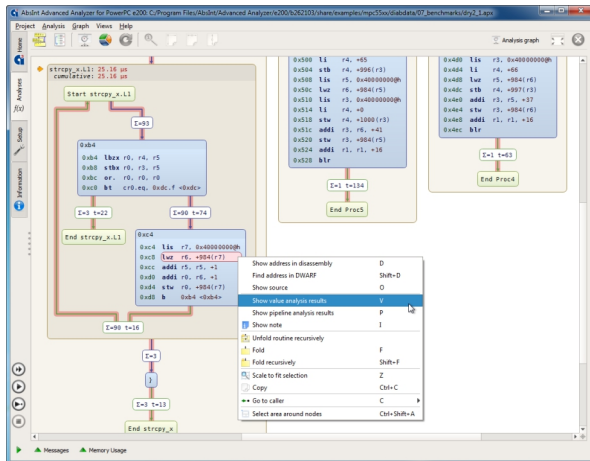 AbsInt Advanced Analyzer for PowerPC e200: C:/Program Files/AbsInt/Advanced Analyzer/e200/b262103/share/examples/mpc55xx/diabdata/07_benchmarks/dry2_1.aps
Project Analysis Graph Views Help
Analysis graph
Home
Analyses
f(x)
Setup
Information
strcpy_x.L1: 25.16 µs
cumulative: 25.16 µs
Start strcpy_x.L1
Σ=93
0xb4
0xb4 lbzx r0, r4, r5
0xb8 stbx r0, r3, r5
0xbc or. r0, r0, r0
0xc0 bt cr0.eq, 0xdc.f <0xdc>
Σ=3 t=22
Σ=90 t=74
End strcpy_x.L1
0xc4
0xc4 lis r7, 0x40000000@h
0xc8 lwz r6, +984(r7)
0xcc addi r5, r5, +1
0xd0 addi r0, r6, +1
0xd4 stw r0, +984(r7)
0xd8 b 0xb4 <0xb4>
Σ=90 t=16
Σ=3
}
Σ=3 t=13
End strcpy_x
0x500 li r4, +65
0x504 stb r4, +996(r3)
0x508 lis r5, 0x40000000@h
0x50c lwz r6, +984(r5)
0x510 lis r3, 0x40000000@h
0x514 li r4, +0
0x518 stw r4, +1000(r3)
0x51c addi r3, r6, +41
0x520 stw r3, +984(r5)
0x524 addi r1, r1, +16
0x528 blr
Σ=1 t=134
End Proc5
0x4d0 lis r3, 0x40000000@h
0x4d4 li r4, +66
0x4d8 lwz r5, +984(r6)
0x4dc stb r4, +997(r3)
0x4e0 addi r3, r5, +37
0x4e4 stw r3, +984(r6)
0x4e8 addi r1, r1, +16
0x4ec blr
Σ=1 t=63
End Proc4
Show address in disassembly D
Find address in DWARF Shift+D
Show source O
Show value analysis results V
Show pipeline analysis results P
Show note I
Unfold routine recursively
Fold F
Fold recursively Shift+F
Scale to fit selection Z
Copy Ctrl+C
Go to caller C
Select area around nodes Ctrl+Shift+A
Messages Memory Usage